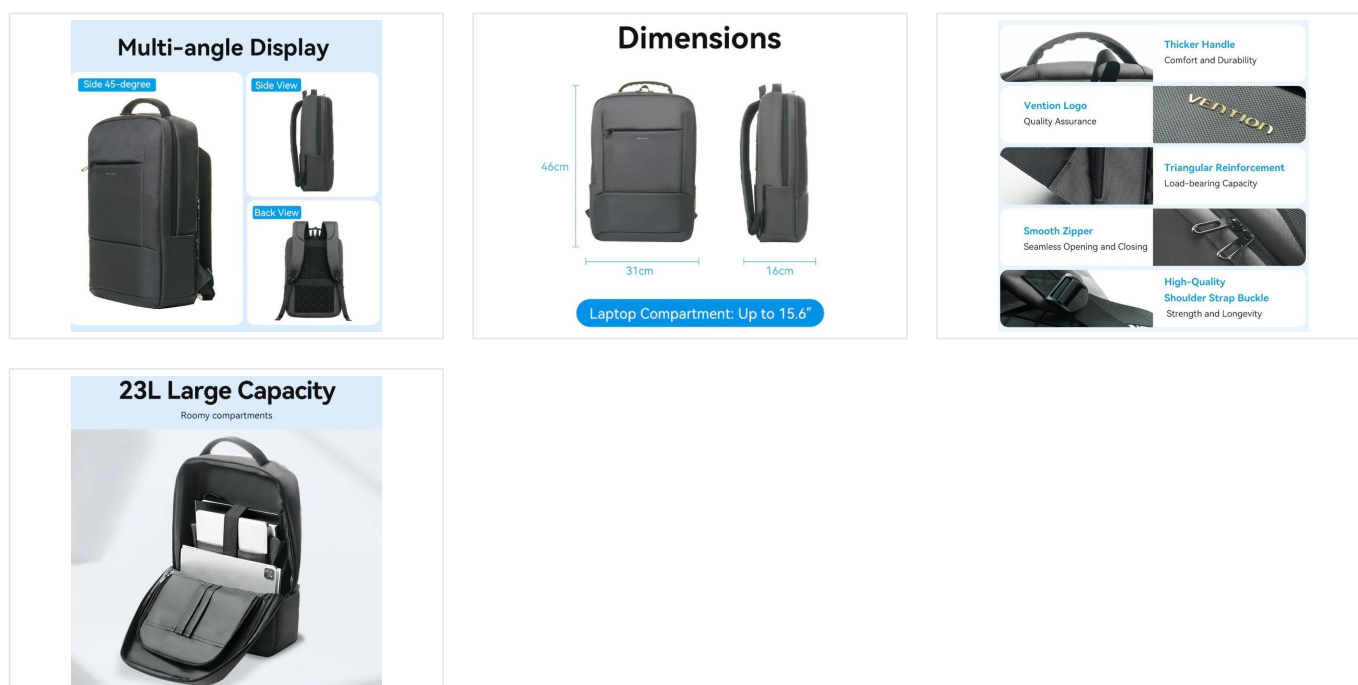 Multi-angle Display
Side 45-degree
Side View
Back View
Dimensions
46cm
31cm
16cm
Laptop Compartment: Up to 15.6"
Thicker Handle
Comfort and Durability
Vention Logo
Quality Assurance
VENTION
Triangular Reinforcement
Load-bearing Capacity
Smooth Zipper
Seamless Opening and Closing
High-Quality
Shoulder Strap Buckle
Strength and Longevity
23L Large Capacity
Roomy compartments